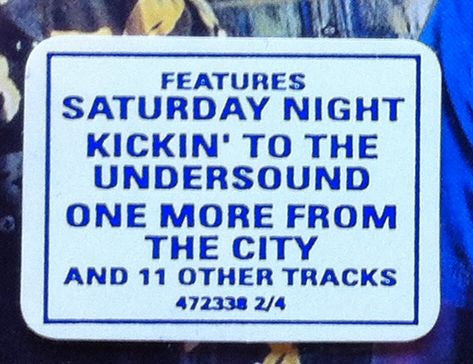 FEATURES
SATURDAY NIGHT
KICKIN' TO THE
UNDERSOUND
ONE MORE FROM
THE CITY
AND 11 OTHER TRACKS
472338 2/4